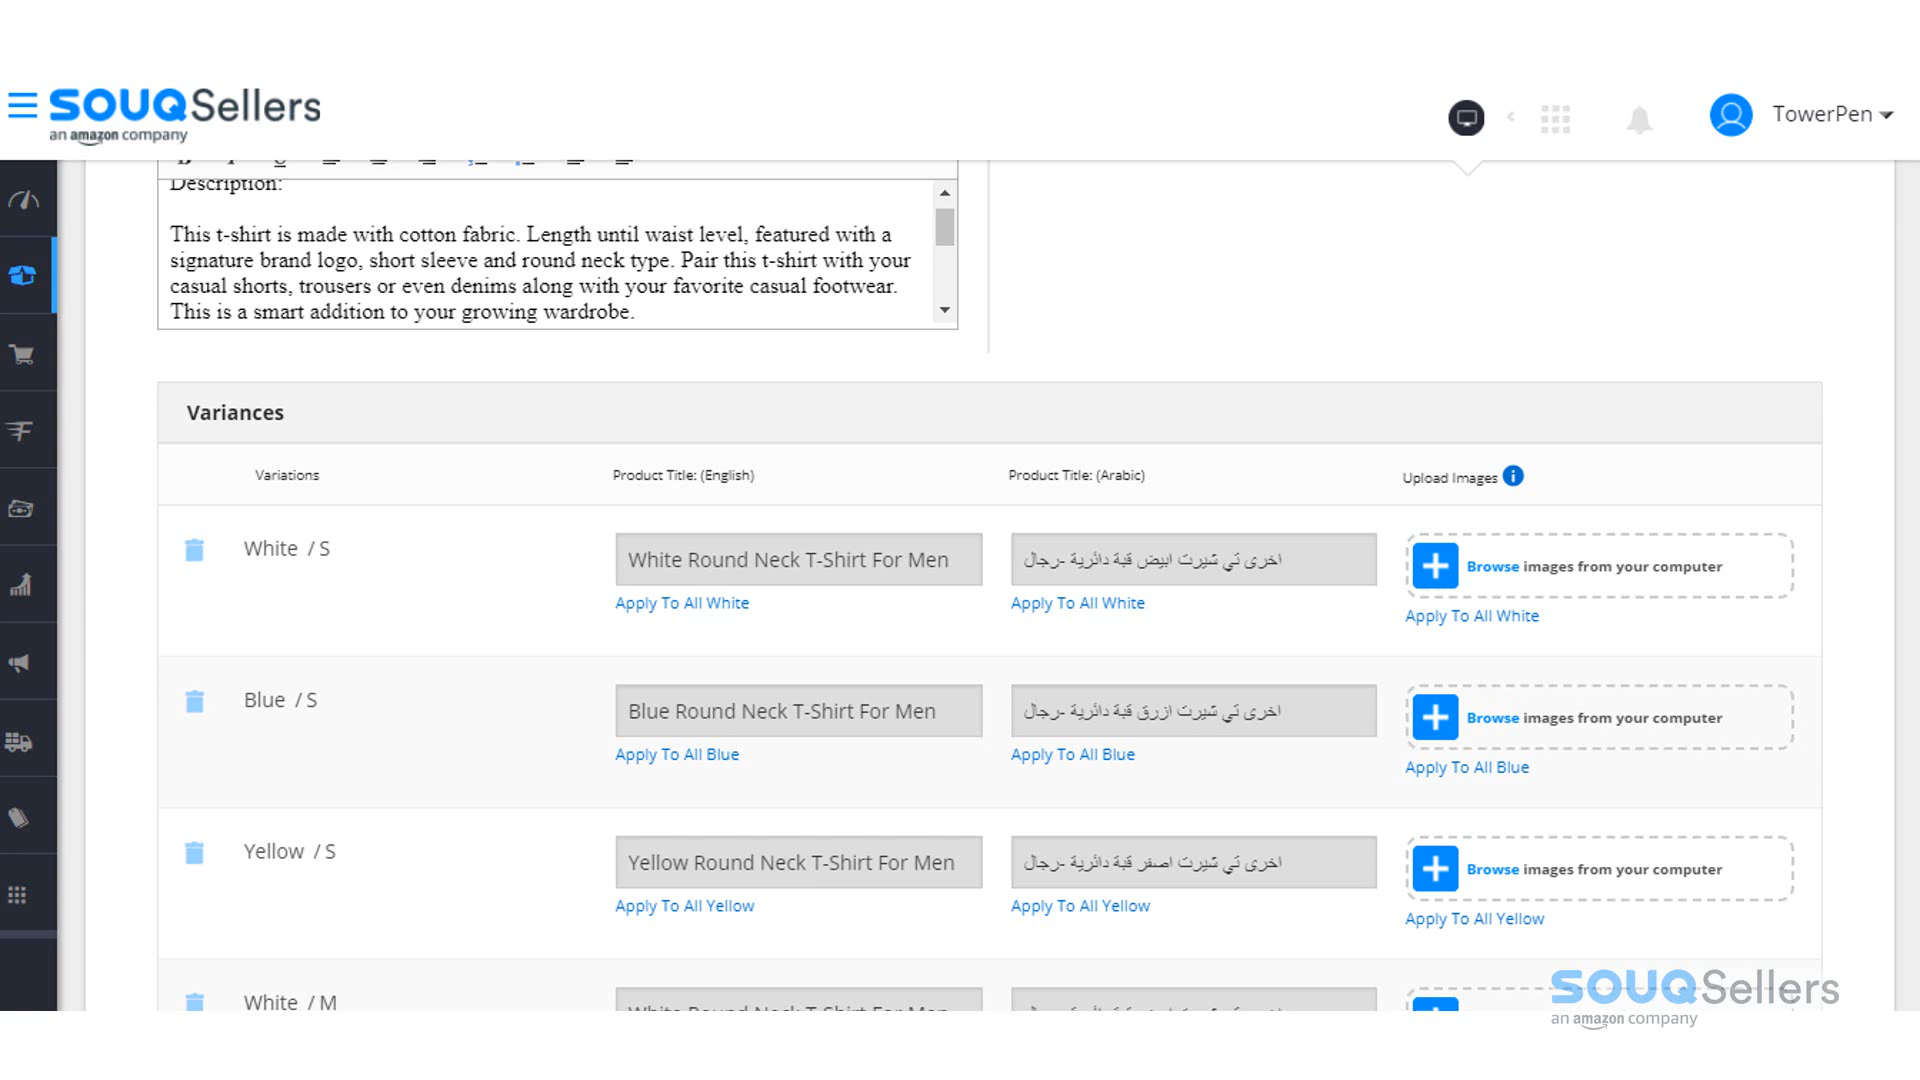 SOUQSellers
an amazon company
TowerPen
Description:
This t-shirt is made with cotton fabric. Length until waist level, featured with a
signature brand logo, short sleeve and round neck type. Pair this t-shirt with your
casual shorts, trousers or even denims along with your favorite casual footwear.
This is a smart addition to your growing wardrobe.
Variances
Variations Product Title: (English) Product Title: (Arabic) Upload Images
White / S White Round Neck T-Shirt For Men اخرى تي شيرت ابيض قبة دائرية -رجال Browse images from your computer
Apply To All White Apply To All White Apply To All White
Blue / S Blue Round Neck T-Shirt For Men اخرى تي شيرت ازرق قبة دائرية -رجال Browse images from your computer
Apply To All Blue Apply To All Blue Apply To All Blue
Yellow / S Yellow Round Neck T-Shirt For Men اخرى تي شيرت اصفر قبة دائرية -رجال Browse images from your computer
Apply To All Yellow Apply To All Yellow Apply To All Yellow
White / M White Round Neck T-Shirt For Men
SOUQSellers
an amazon company